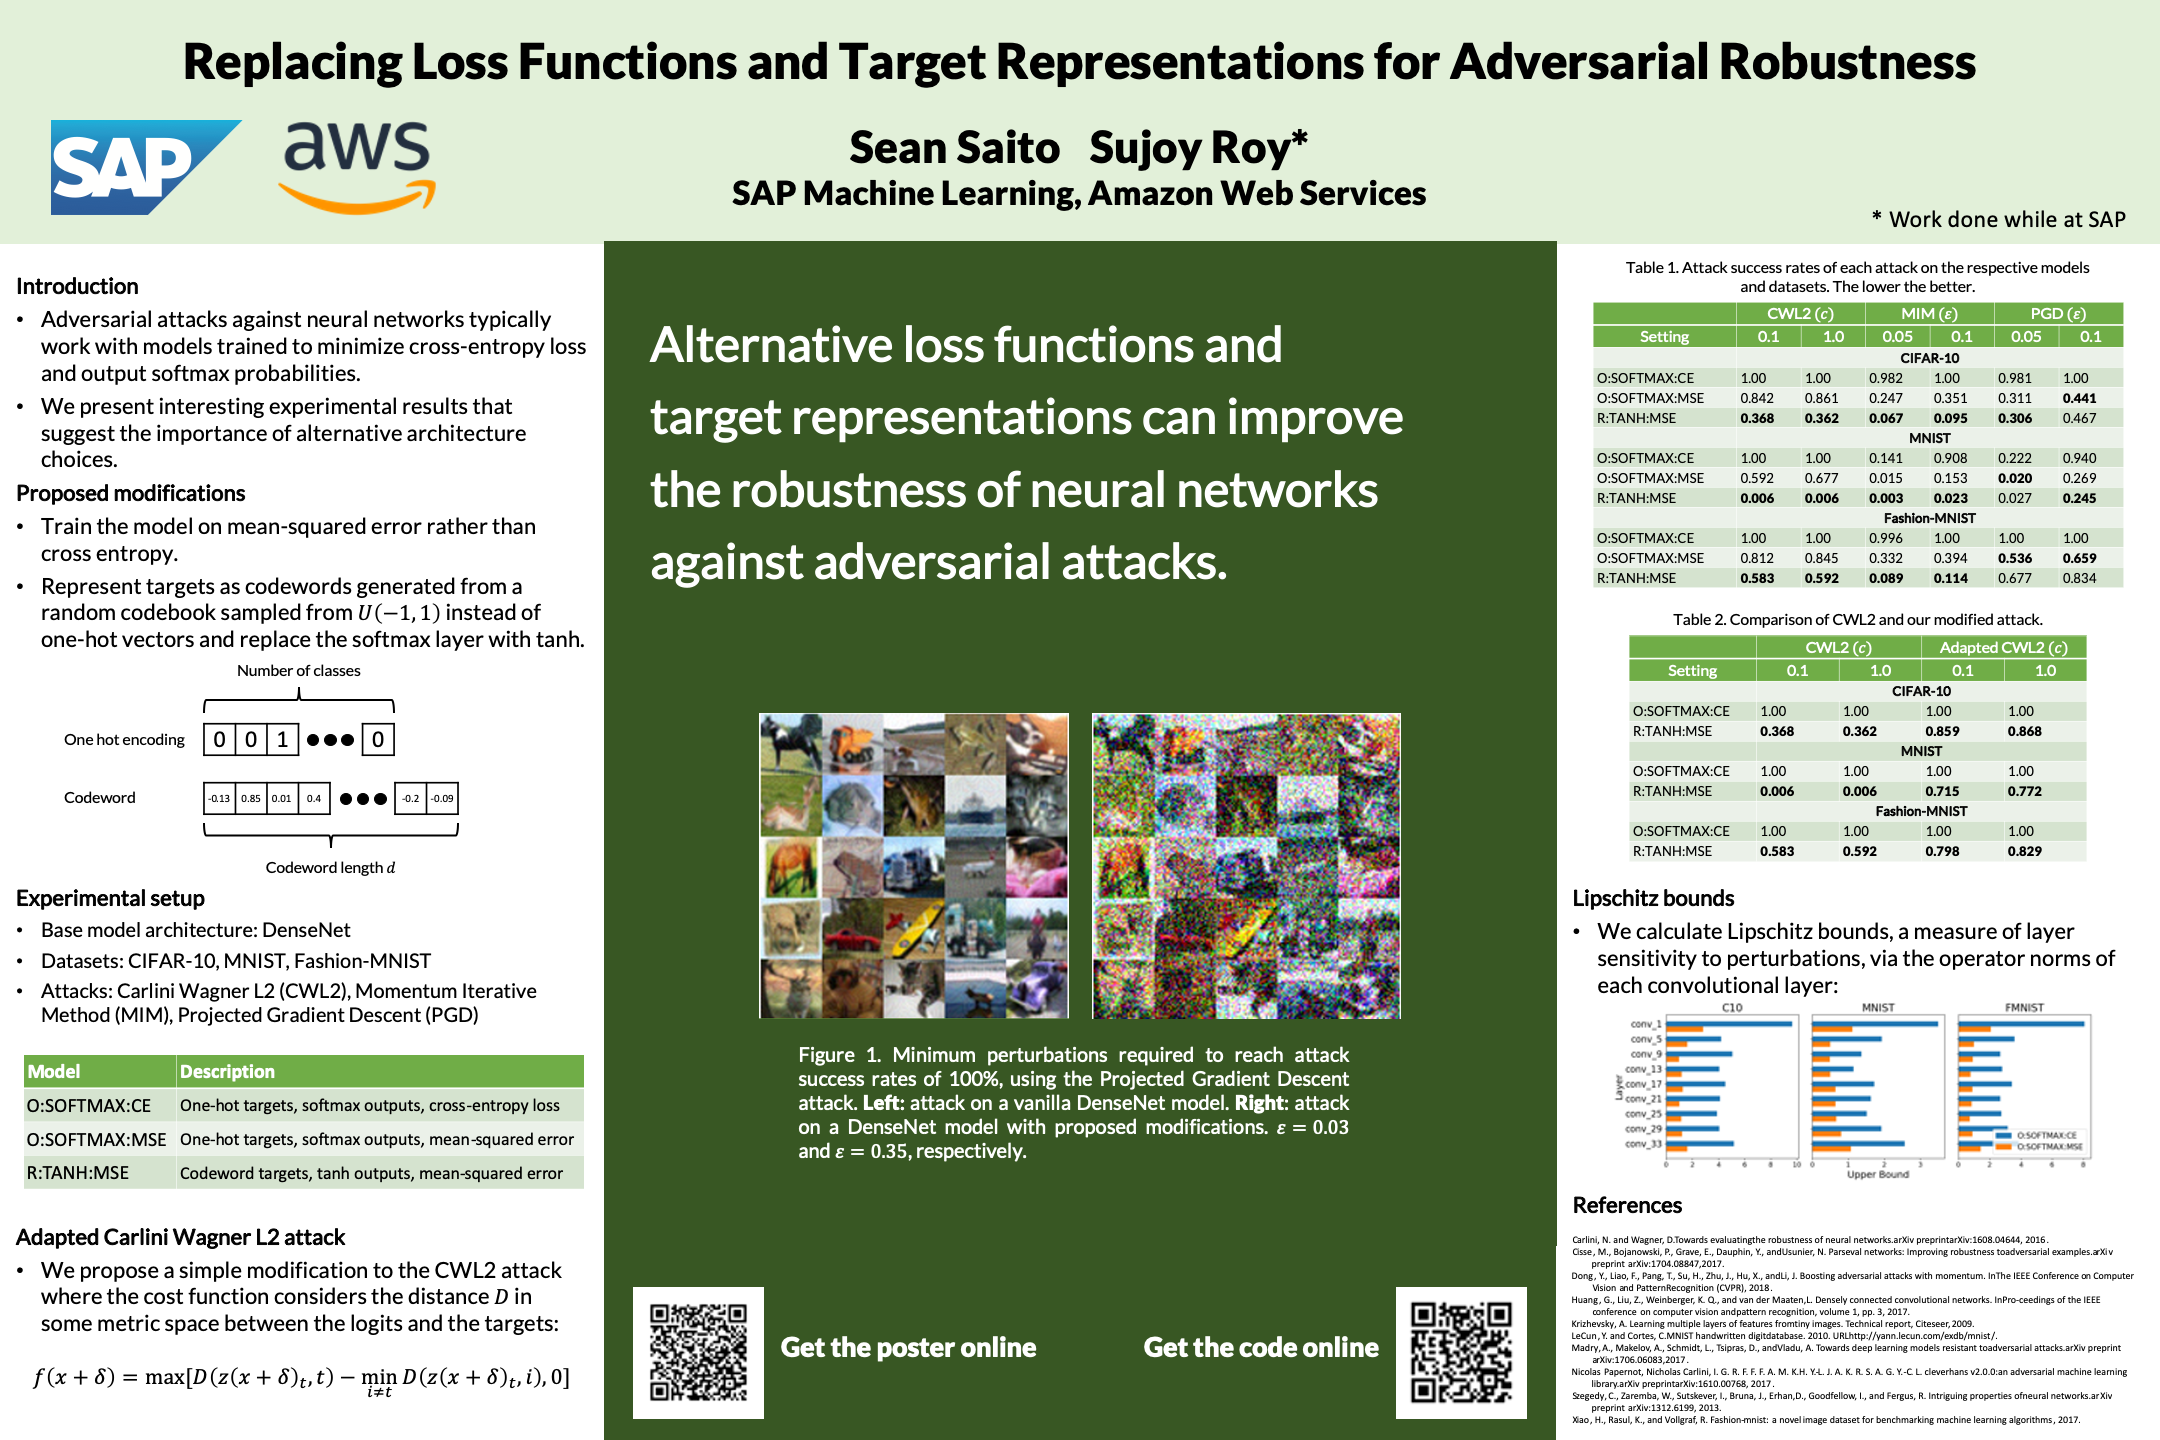 Replacing Loss Functions and Target Representations for Adversarial Robustness
SAP
aws
Sean Saito Sujoy Roy*
SAP Machine Learning, Amazon Web Services
* Work done while at SAP
Introduction
• Adversarial attacks against neural networks typically
work with models trained to minimize cross-entropy loss
and output softmax probabilities.
• We present interesting experimental results that
suggest the importance of alternative architecture
choices.
Proposed modifications
• Train the model on mean-squared error rather than
cross entropy.
• Represent targets as codewords generated from a
random codebook sampled from U(−1, 1) instead of
one-hot vectors and replace the softmax layer with tanh.
Number of classes
One hot encoding 0 0 1 ●●● 0
Codeword -0.13 0.85 0.01 0.4 ●●● -0.2 -0.09
Codeword length d
Experimental setup
• Base model architecture: DenseNet
• Datasets: CIFAR-10, MNIST, Fashion-MNIST
• Attacks: Carlini Wagner L2 (CWL2), Momentum Iterative
Method (MIM), Projected Gradient Descent (PGD)
Model Description
O:SOFTMAX:CE One-hot targets, softmax outputs, cross-entropy loss
O:SOFTMAX:MSE One-hot targets, softmax outputs, mean-squared error
R:TANH:MSE Codeword targets, tanh outputs, mean-squared error
Adapted Carlini Wagner L2 attack
• We propose a simple modification to the CWL2 attack
where the cost function considers the distance D in
some metric space between the logits and the targets:
f(x + δ) = max[D(z(x + δ)t, t) − min i≠t D(z(x + δ)t, i), 0]
Alternative loss functions and
target representations can improve
the robustness of neural networks
against adversarial attacks.
Figure 1. Minimum perturbations required to reach attack
success rates of 100%, using the Projected Gradient Descent
attack. Left: attack on a vanilla DenseNet model. Right: attack
on a DenseNet model with proposed modifications. ε = 0.03
and ε = 0.35, respectively.
Get the poster online
Get the code online
Table 1. Attack success rates of each attack on the respective models
and datasets. The lower the better.
CWL2 (c) MIM (ε) PGD (ε)
Setting 0.1 1.0 0.05 0.1 0.05 0.1
CIFAR-10
O:SOFTMAX:CE 1.00 1.00 0.982 1.00 0.981 1.00
O:SOFTMAX:MSE 0.842 0.861 0.247 0.351 0.311 0.441
R:TANH:MSE 0.368 0.362 0.067 0.095 0.306 0.467
MNIST
O:SOFTMAX:CE 1.00 1.00 0.141 0.908 0.222 0.940
O:SOFTMAX:MSE 0.592 0.677 0.015 0.153 0.020 0.269
R:TANH:MSE 0.006 0.006 0.003 0.023 0.027 0.245
Fashion-MNIST
O:SOFTMAX:CE 1.00 1.00 0.996 1.00 1.00 1.00
O:SOFTMAX:MSE 0.812 0.845 0.332 0.394 0.536 0.659
R:TANH:MSE 0.583 0.592 0.089 0.114 0.677 0.834
Table 2. Comparison of CWL2 and our modified attack.
CWL2 (c) Adapted CWL2 (c)
Setting 0.1 1.0 0.1 1.0
CIFAR-10
O:SOFTMAX:CE 1.00 1.00 1.00 1.00
R:TANH:MSE 0.368 0.362 0.859 0.868
MNIST
O:SOFTMAX:CE 1.00 1.00 1.00 1.00
R:TANH:MSE 0.006 0.006 0.715 0.772
Fashion-MNIST
O:SOFTMAX:CE 1.00 1.00 1.00 1.00
R:TANH:MSE 0.583 0.592 0.798 0.829
Lipschitz bounds
• We calculate Lipschitz bounds, a measure of layer
sensitivity to perturbations, via the operator norms of
each convolutional layer:
C10 MNIST FMNIST
Layer
conv_1
conv_5
conv_9
conv_13
conv_17
conv_21
conv_25
conv_29
conv_33
O:SOFTMAX:CE
O:SOFTMAX:MSE
0 2 4 6 8 10 0 1 2 3 0 2 4 6 8
Upper Bound
References
Carlini, N. and Wagner, D.Towards evaluatingthe robustness of neural networks.arXiv preprintarXiv:1608.04644, 2016.
Cisse, M., Bojanowski, P., Grave, E., Dauphin, Y., andUsunier, N. Parseval networks: Improving robustness toadversarial examples.arXiv
preprint arXiv:1704.08847,2017.
Dong, Y., Liao, F., Pang, T., Su, H., Zhu, J., Hu, X., andLi, J. Boosting adversarial attacks with momentum. InThe IEEE Conference on Computer
Vision and PatternRecognition (CVPR), 2018.
Huang, G., Liu, Z., Weinberger, K. Q., and van der Maaten,L. Densely connected convolutional networks. InPro-ceedings of the IEEE
conference on computer vision andpattern recognition, volume 1, pp. 3, 2017.
Krizhevsky, A. Learning multiple layers of features fromtiny images. Technical report, Citeseer, 2009.
LeCun, Y. and Cortes, C.MNIST handwritten digitdatabase. 2010. URLhttp://yann.lecun.com/exdb/mnist/.
Madry, A., Makelov, A., Schmidt, L., Tsipras, D., andVladu, A. Towards deep learning models resistant toadversarial attacks.arXiv preprint
arXiv:1706.06083,2017.
Nicolas Papernot, Nicholas Carlini, I. G. R. F. F. F. A. M. K.H. Y.-L. J. A. K. R. S. A. G. Y.-C. L. cleverhans v2.0.0:an adversarial machine learning
library.arXiv preprintarXiv:1610.00768, 2017.
Szegedy, C., Zaremba, W., Sutskever, I., Bruna, J., Erhan,D., Goodfellow, I., and Fergus, R. Intriguing properties ofneural networks.arXiv
preprint arXiv:1312.6199, 2013.
Xiao, H., Rasul, K., and Vollgraf, R. Fashion-mnist: a novel image dataset for benchmarking machine learning algorithms, 2017.